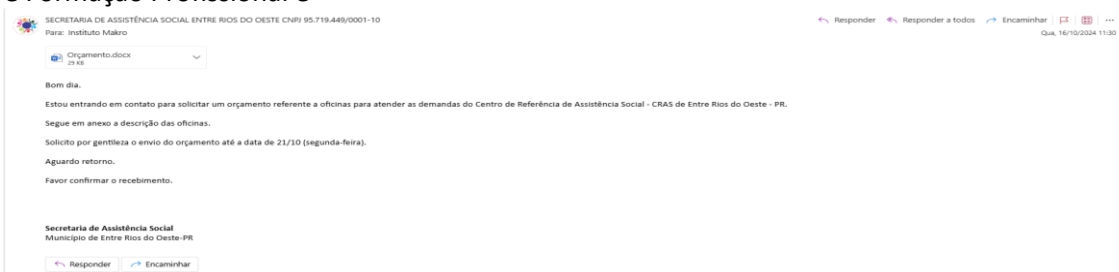 SECRETARIA DE ASSISTÊNCIA SOCIAL ENTRE RIOS DO OESTE CNPJ 95.719.449/0001-10
Responder Responder a todos Encaminhar
Para: Instituto Makro
Qua, 16/10/2024 11:30
Orçamento.docx
29 KB
Bom dia.
Estou entrando em contato para solicitar um orçamento referente a oficinas para atender as demandas do Centro de Referência de Assistência Social - CRAS de Entre Rios do Oeste - PR.
Segue em anexo a descrição das oficinas.
Solicito por gentileza o envio do orçamento até a data de 21/10 (segunda-feira).
Aguardo retorno.
Favor confirmar o recebimento.
Secretaria de Assistência Social
Município de Entre Rios do Oeste-PR
Responder Encaminhar